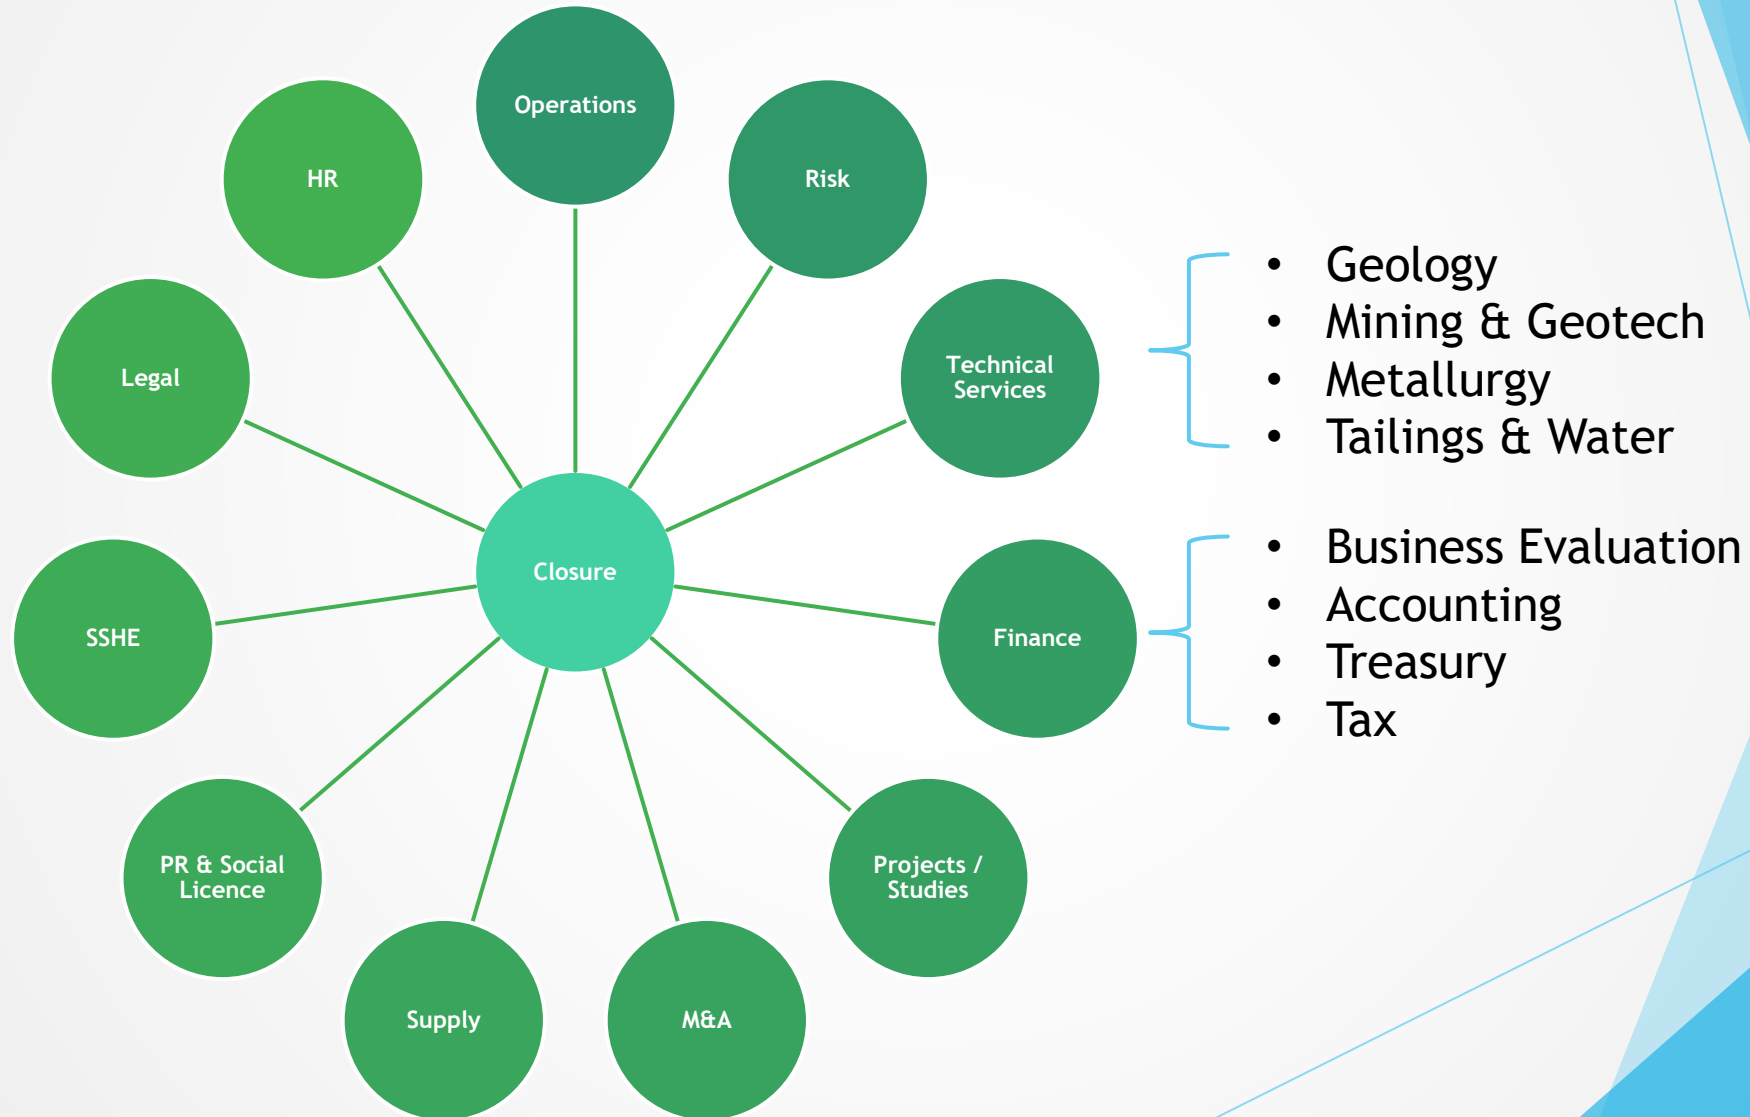 Operations
HR
Risk
Legal
Technical
Services
• Geology
• Mining & Geotech
• Metallurgy
• Tailings & Water
Closure
SSHE
Finance
• Business Evaluation
• Accounting
• Treasury
• Tax
PR & Social
Licence
Projects /
Studies
Supply
M&A